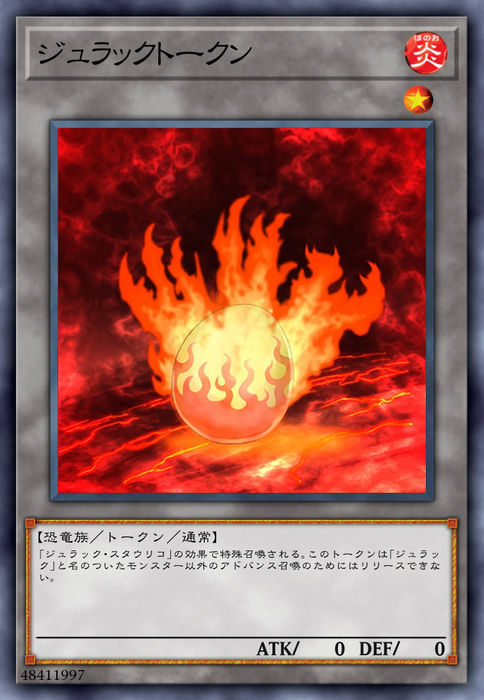 ジュラックトークン
ほのお
炎
【恐竜族／トークン／通常】
「ジュラック・スタウリコ」の効果で特殊召喚される。このトークンは「ジュラッ
ク」と名のついたモンスター以外のアドバンス召喚のためにはリリースできな
い。
ATK/ 0 DEF/ 0
48411997